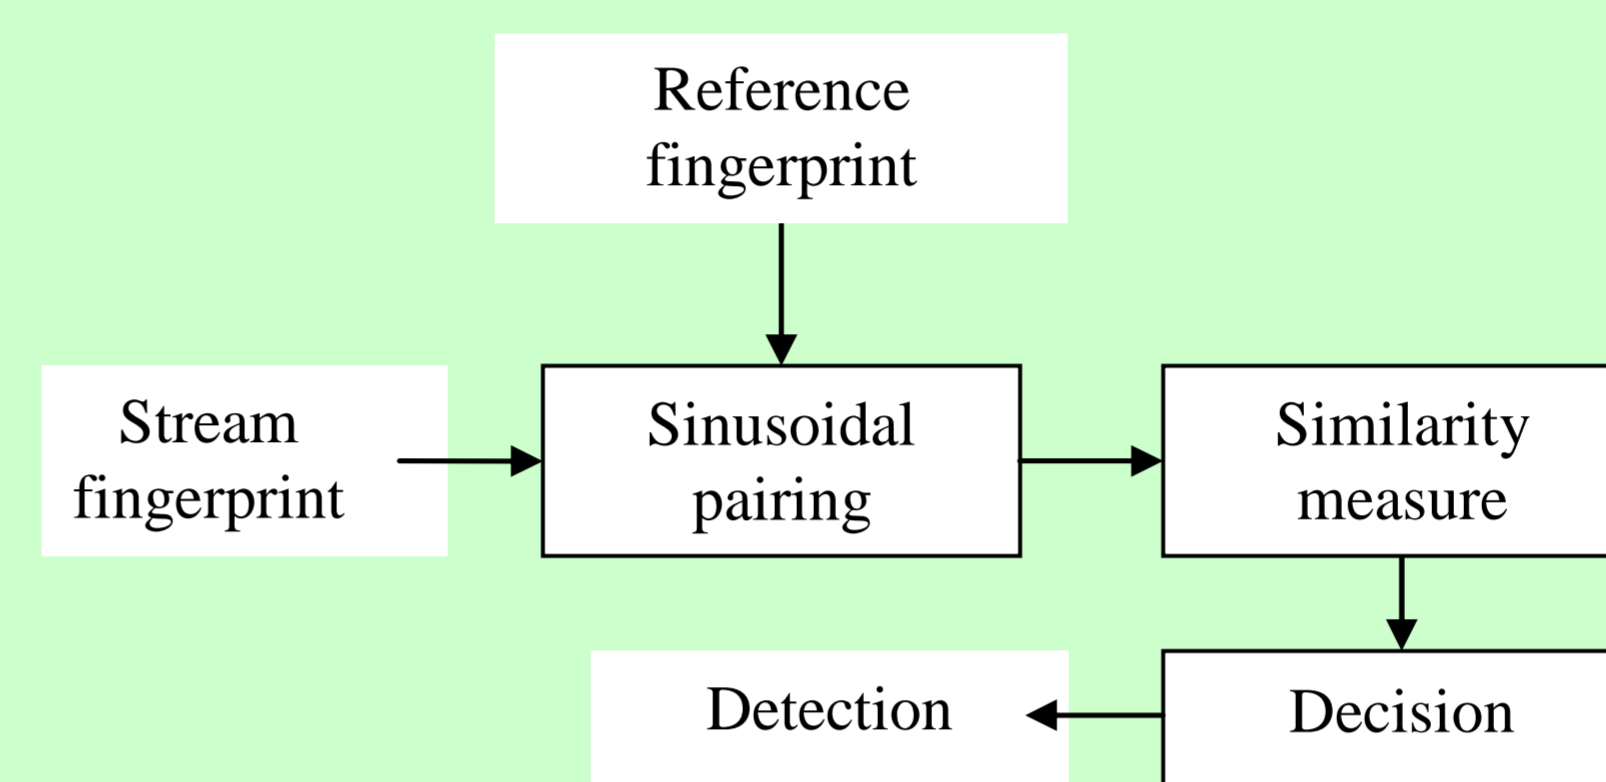 Reference
fingerprint
Stream
fingerprint
Sinusoidal
pairing
Similarity
measure
Detection
Decision